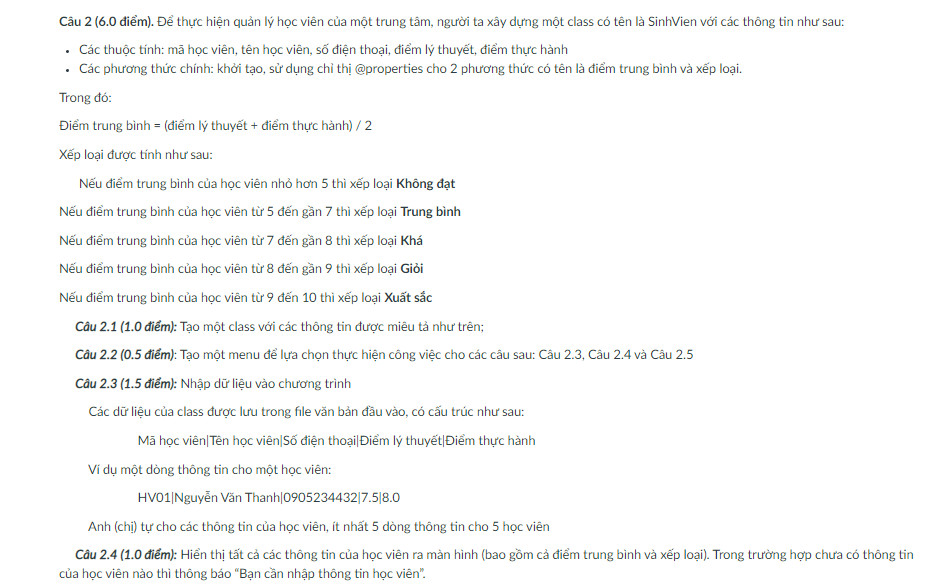 Câu 2 (6.0 điểm). Để thực hiện quản lý học viên của một trung tâm, người ta xây dựng một class có tên là SinhVien với các thông tin như sau:
• Các thuộc tính: mã học viên, tên học viên, số điện thoại, điểm lý thuyết, điểm thực hành
• Các phương thức chính: khởi tạo, sử dụng chỉ thị @properties cho 2 phương thức có tên là điểm trung bình và xếp loại.
Trong đó:
Điểm trung bình = (điểm lý thuyết + điểm thực hành) / 2
Xếp loại được tính như sau:
Nếu điểm trung bình của học viên nhỏ hơn 5 thì xếp loại Không đạt
Nếu điểm trung bình của học viên từ 5 đến gần 7 thì xếp loại Trung bình
Nếu điểm trung bình của học viên từ 7 đến gần 8 thì xếp loại Khá
Nếu điểm trung bình của học viên từ 8 đến gần 9 thì xếp loại Giỏi
Nếu điểm trung bình của học viên từ 9 đến 10 thì xếp loại Xuất sắc
Câu 2.1 (1.0 điểm): Tạo một class với các thông tin được miêu tả như trên;
Câu 2.2 (0.5 điểm): Tạo một menu để lựa chọn thực hiện công việc cho các câu sau: Câu 2.3, Câu 2.4 và Câu 2.5
Câu 2.3 (1.5 điểm): Nhập dữ liệu vào chương trình
Các dữ liệu của class được lưu trong file văn bản đầu vào, có cấu trúc như sau:
Mã học viên|Tên học viên|Số điện thoại|Điểm lý thuyết|Điểm thực hành
Ví dụ một dòng thông tin cho một học viên:
HV01|Nguyễn Văn Thanh|0905234432|7.5|8.0
Anh (chị) tự cho các thông tin của học viên, ít nhất 5 dòng thông tin cho 5 học viên
Câu 2.4 (1.0 điểm): Hiển thị tất cả các thông tin của học viên ra màn hình (bao gồm cả điểm trung bình và xếp loại). Trong trường hợp chưa có thông tin
của học viên nào thì thông báo "Bạn cần nhập thông tin học viên".